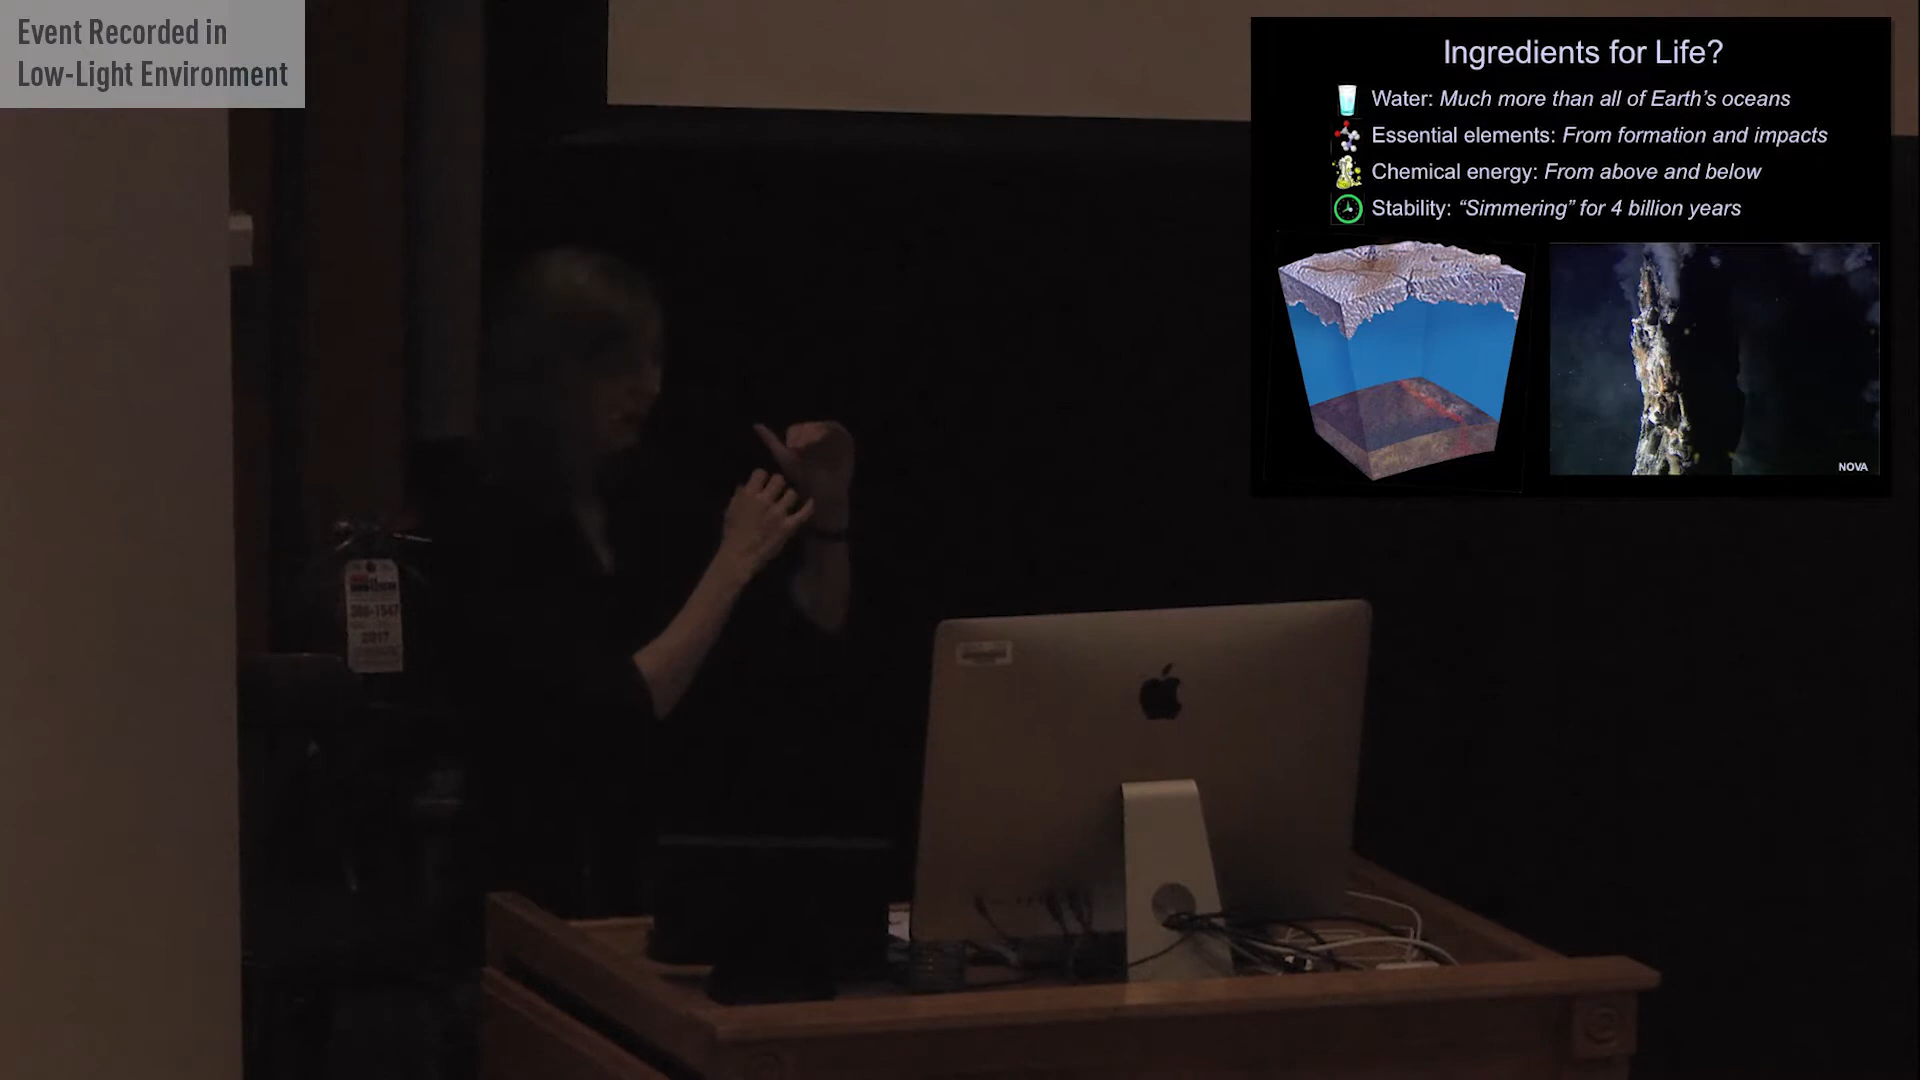 Event Recorded in
Low-Light Environment
Ingredients for Life?
Water: Much more than all of Earth's oceans
Essential elements: From formation and impacts
Chemical energy: From above and below
Stability: “Simmering” for 4 billion years
NOVA
2017